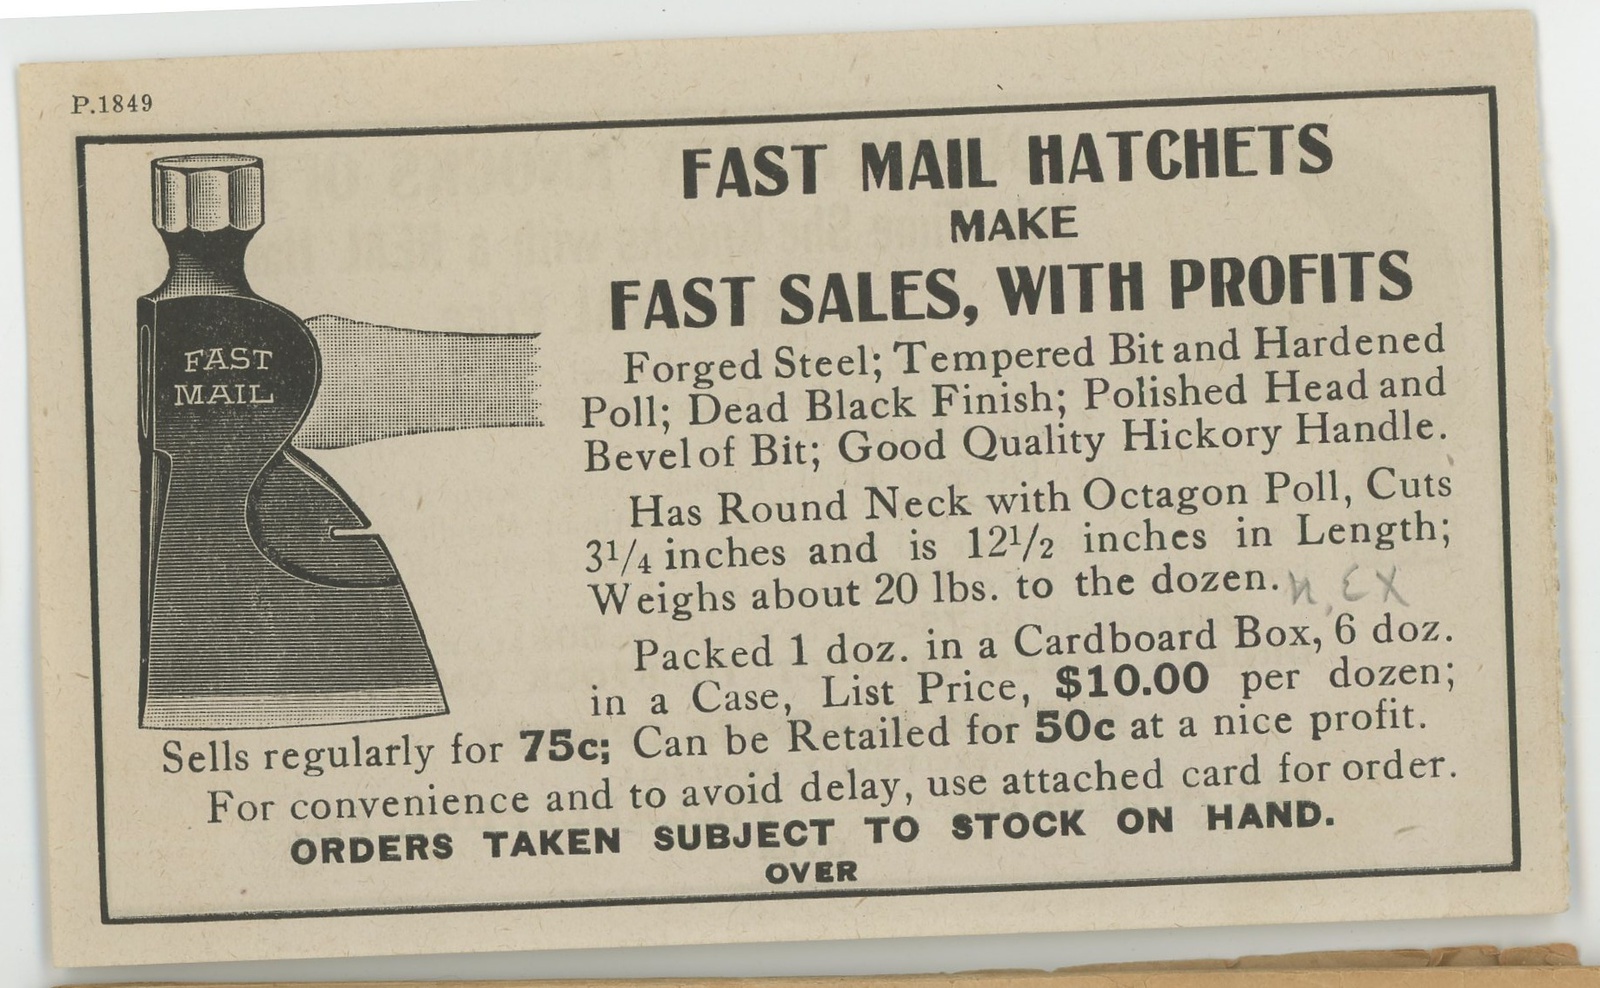 P.1849
FAST MAIL HATCHETS
MAKE
FAST SALES, WITH PROFITS
FAST
MAIL
Forged Steel; Tempered Bit and Hardened
Poll; Dead Black Finish; Polished Head and
Bevel of Bit; Good Quality Hickory Handle.
Has Round Neck with Octagon Poll, Cuts
3¼ inches and is 12½ inches in Length;
Weighs about 20 lbs. to the dozen.
Packed 1 doz. in a Cardboard Box, 6 doz.
in a Case, List Price, $10.00 per dozen;
Sells regularly for 75c; Can be Retailed for 50c at a nice profit.
For convenience and to avoid delay, use attached card for order.
ORDERS TAKEN SUBJECT TO STOCK ON HAND.
OVER